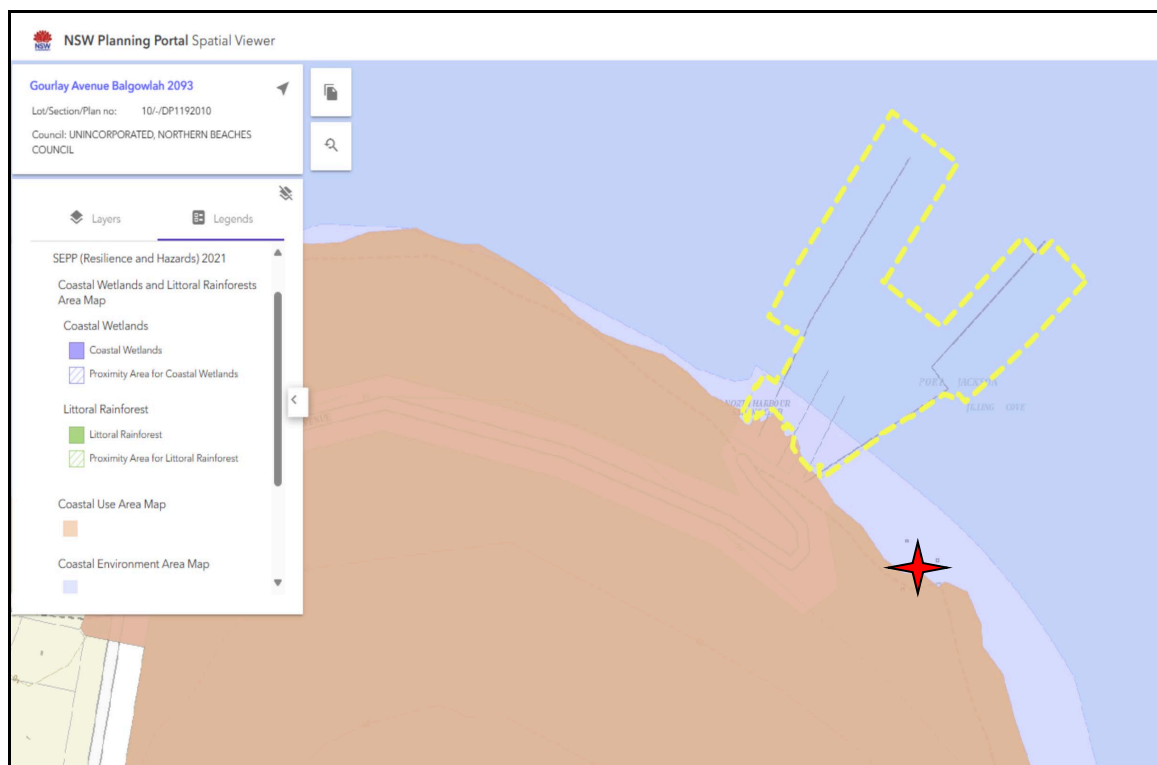 NSW
NSW Planning Portal Spatial Viewer
Gourlay Avenue Balgowlah 2093
Lot/Section/Plan no: 10/-/DP1192010
Council: UNINCORPORATED, NORTHERN BEACHES
COUNCIL
Layers
Legends
SEPP (Resilience and Hazards) 2021
Coastal Wetlands and Littoral Rainforests
Area Map
Coastal Wetlands
Coastal Wetlands
Proximity Area for Coastal Wetlands
Littoral Rainforest
Littoral Rainforest
Proximity Area for Littoral Rainforest
Coastal Use Area Map
Coastal Environment Area Map
PORT JACKSON
HARBOUR
COVE